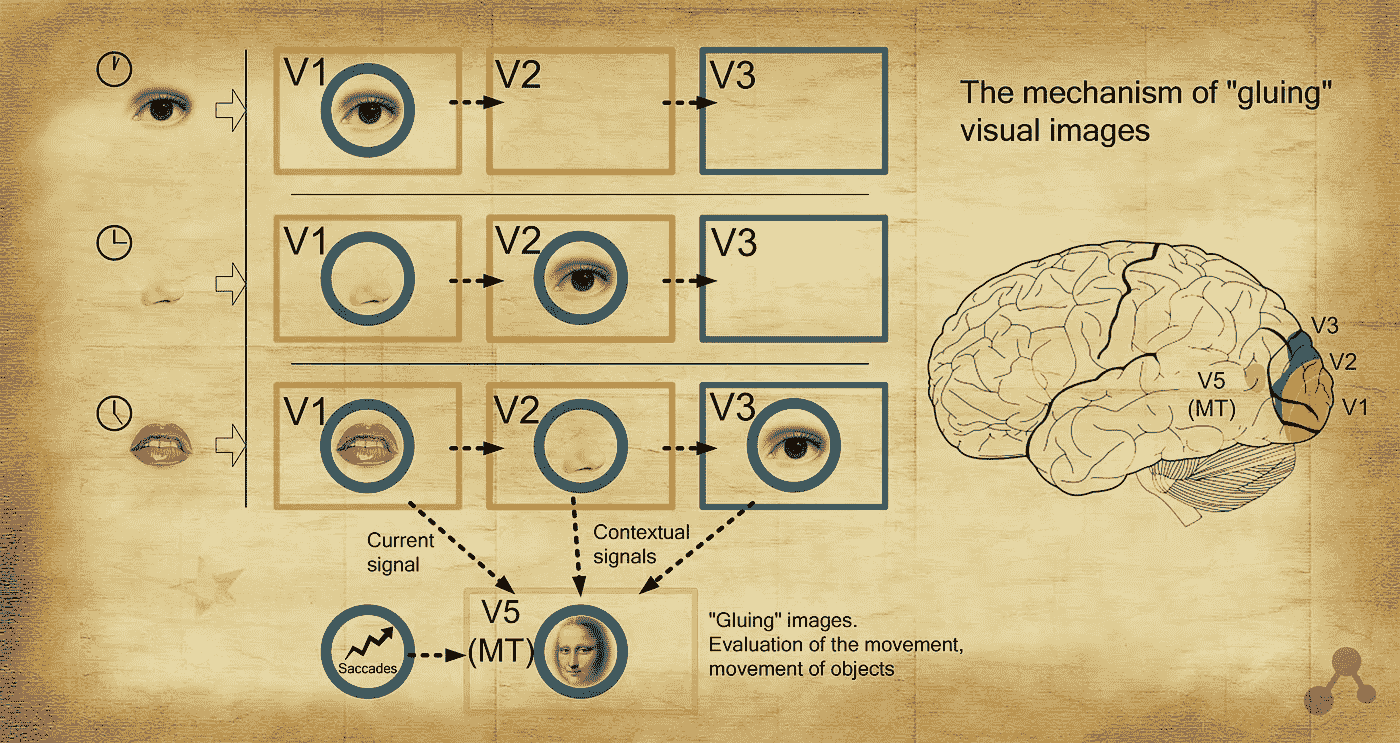 V1
V2
V3
The mechanism of "gluing"
visual images
V1
V2
V3
V1
V2
V3
V3
V2
V5
(MT)
V1
Current
signal
Contextual
signals
V5
(MT)
Saccades
"Gluing" images.
Evaluation of the movement,
movement of objects